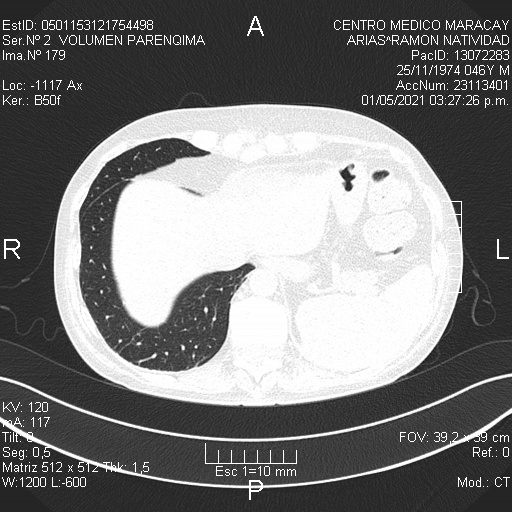 EstID: 0501153121754498
Ser.Nº 2 VOLUMEN PARENQIMA
Ima.Nº 179
Loc: -1117 Ax
Ker.: B50f
A
CENTRO MEDICO MARACAY
ARIAS^RAMON NATIVIDAD
PacID: 13072283
25/11/1974 046Y M
AccNum: 23113401
01/05/2021 03:27:26 p.m.
R
L
KV: 120
mA: 117
Tilt: 0
Seg: 0,5
Matriz 512 x 512 Thk: 1,5
W:1200 L:-600
Esc 1=10 mm
P
FOV: 39,2 x 39 cm
Ref.: 0
Mod.: CT